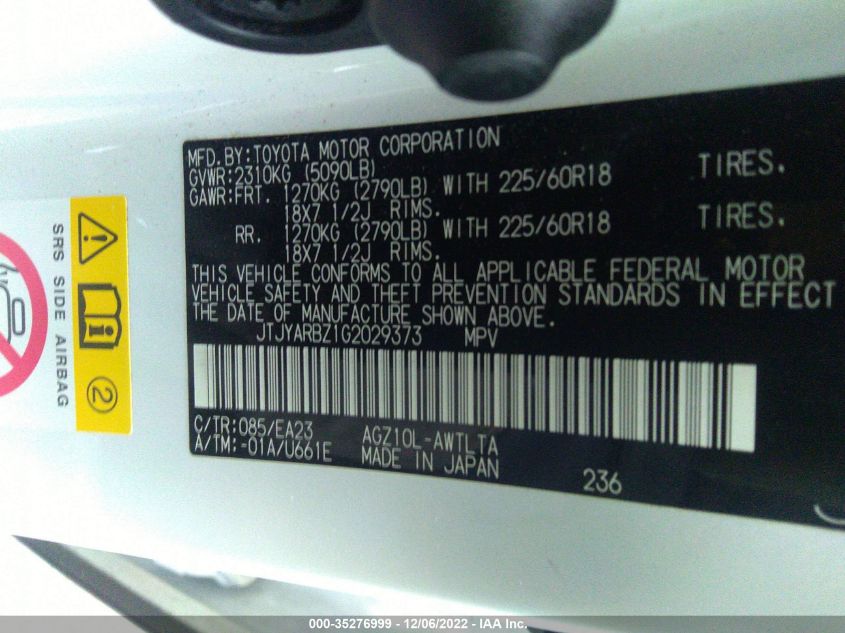 MFD.BY:TOYOTA MOTOR CORPORATION
GVWR:2310KG (5090LB)
GAWR:FRT. 1270KG (2790LB) WITH 225/60R18 TIRES.
18X7 1/2J RIMS.
RR. 1270KG (2790LB) WITH 225/60R18 TIRES.
18X7 1/2J RIMS.
THIS VEHICLE CONFORMS TO ALL APPLICABLE FEDERAL MOTOR
VEHICLE SAFETY AND THEFT PREVENTION STANDARDS IN EFFECT
THE DATE OF MANUFACTURE SHOWN ABOVE.
JTJYARBZ1G2029373 MPV
C/TR:085/EA23 AGZ10L-AWTLTA
A/TM:-01A/U661E MADE IN JAPAN
236
SRS SIDE AIRBAG
2
000-35276999 - 12/06/2022 - IAA Inc.